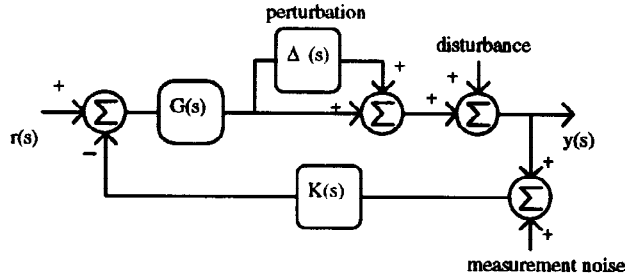 perturbation
Δ (s)
disturbance
+
+
+
+
+
+
Σ
G(s)
Σ
Σ
r(s)
−
y(s)
+
K(s)
Σ
+
measurement noise